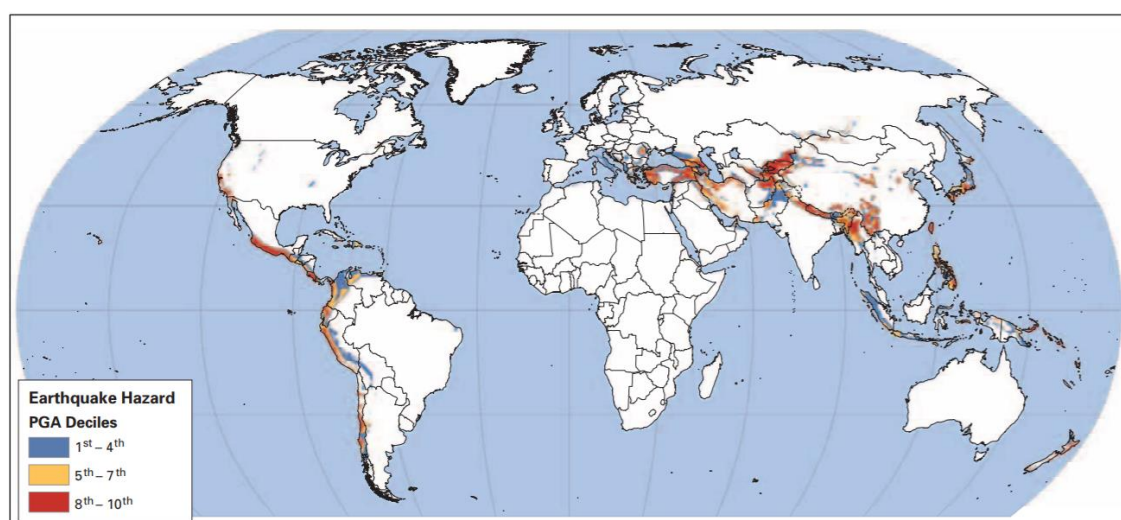 Earthquake Hazard
PGA Deciles
1st – 4th
5th – 7th
8th – 10th